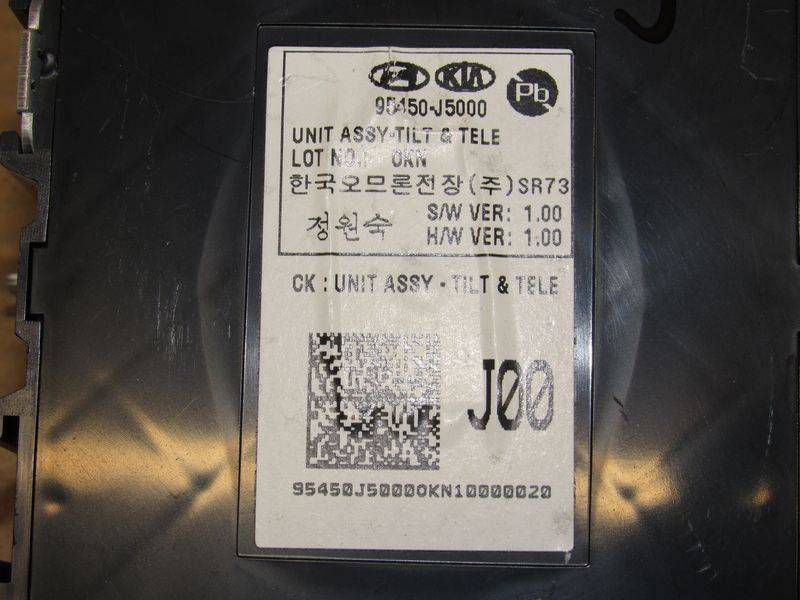 KIA
95450-J5000
Pb
UNIT ASSY-TILT & TELE
LOT NO.: OKN
한국오므론전장(주)SR73
정원숙
S/W VER: 1.00
H/W VER: 1.00
CK : UNIT ASSY - TILT & TELE
J00
95450J5000OKN10000020